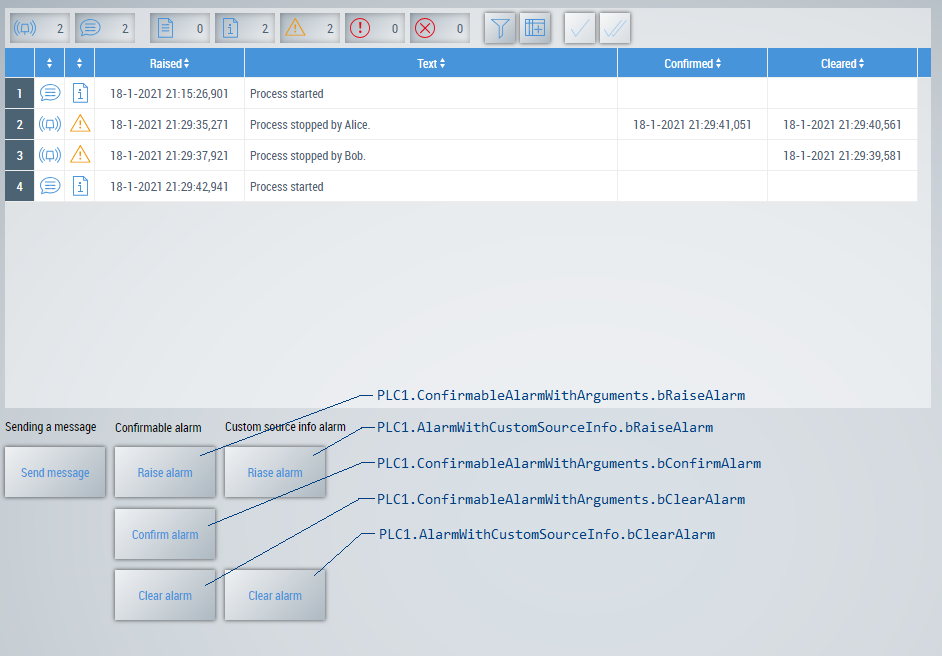 2 2 0 2 2 0 0
Raised Text Confirmed Cleared
1 18-1-2021 21:15:26,901 Process started
2 18-1-2021 21:29:35,271 Process stopped by Alice. 18-1-2021 21:29:41,051 18-1-2021 21:29:40,561
3 18-1-2021 21:29:37,921 Process stopped by Bob. 18-1-2021 21:29:39,581
4 18-1-2021 21:29:42,941 Process started
PLC1.ConfirmableAlarmWithArguments.bRaiseAlarm
Sending a message Confirmable alarm Custom source info alarm PLC1.AlarmWithCustomSourceInfo.bRaiseAlarm
PLC1.ConfirmableAlarmWithArguments.bConfirmAlarm
Send message Raise alarm Riase alarm
PLC1.ConfirmableAlarmWithArguments.bClearAlarm
Confirm alarm PLC1.AlarmWithCustomSourceInfo.bClearAlarm
Clear alarm Clear alarm